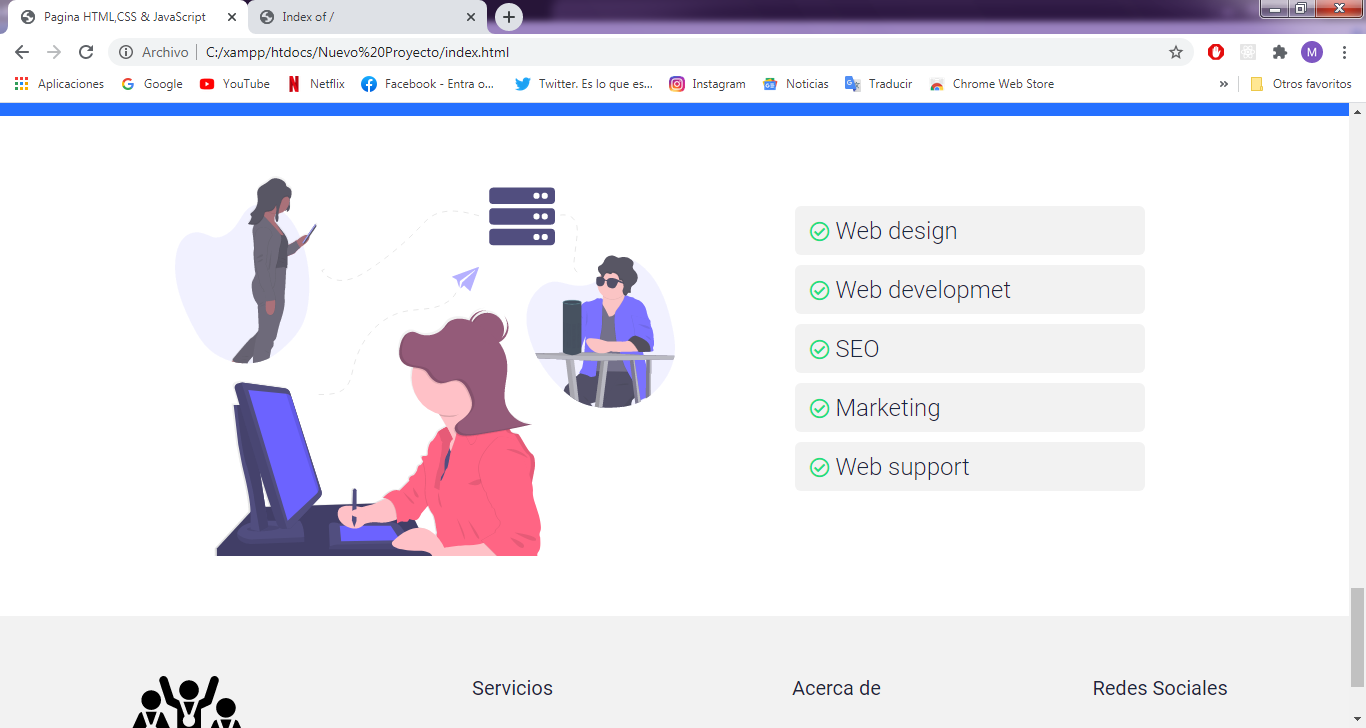 Pagina HTML,CSS & JavaScript
Index of /
Archivo C:/xampp/htdocs/Nuevo%20Proyecto/index.html
M
Aplicaciones Google YouTube Netflix Facebook - Entra o... Twitter. Es lo que es... Instagram Noticias Traducir Chrome Web Store » Otros favoritos
Web design
Web developmet
SEO
Marketing
Web support
Servicios Acerca de Redes Sociales